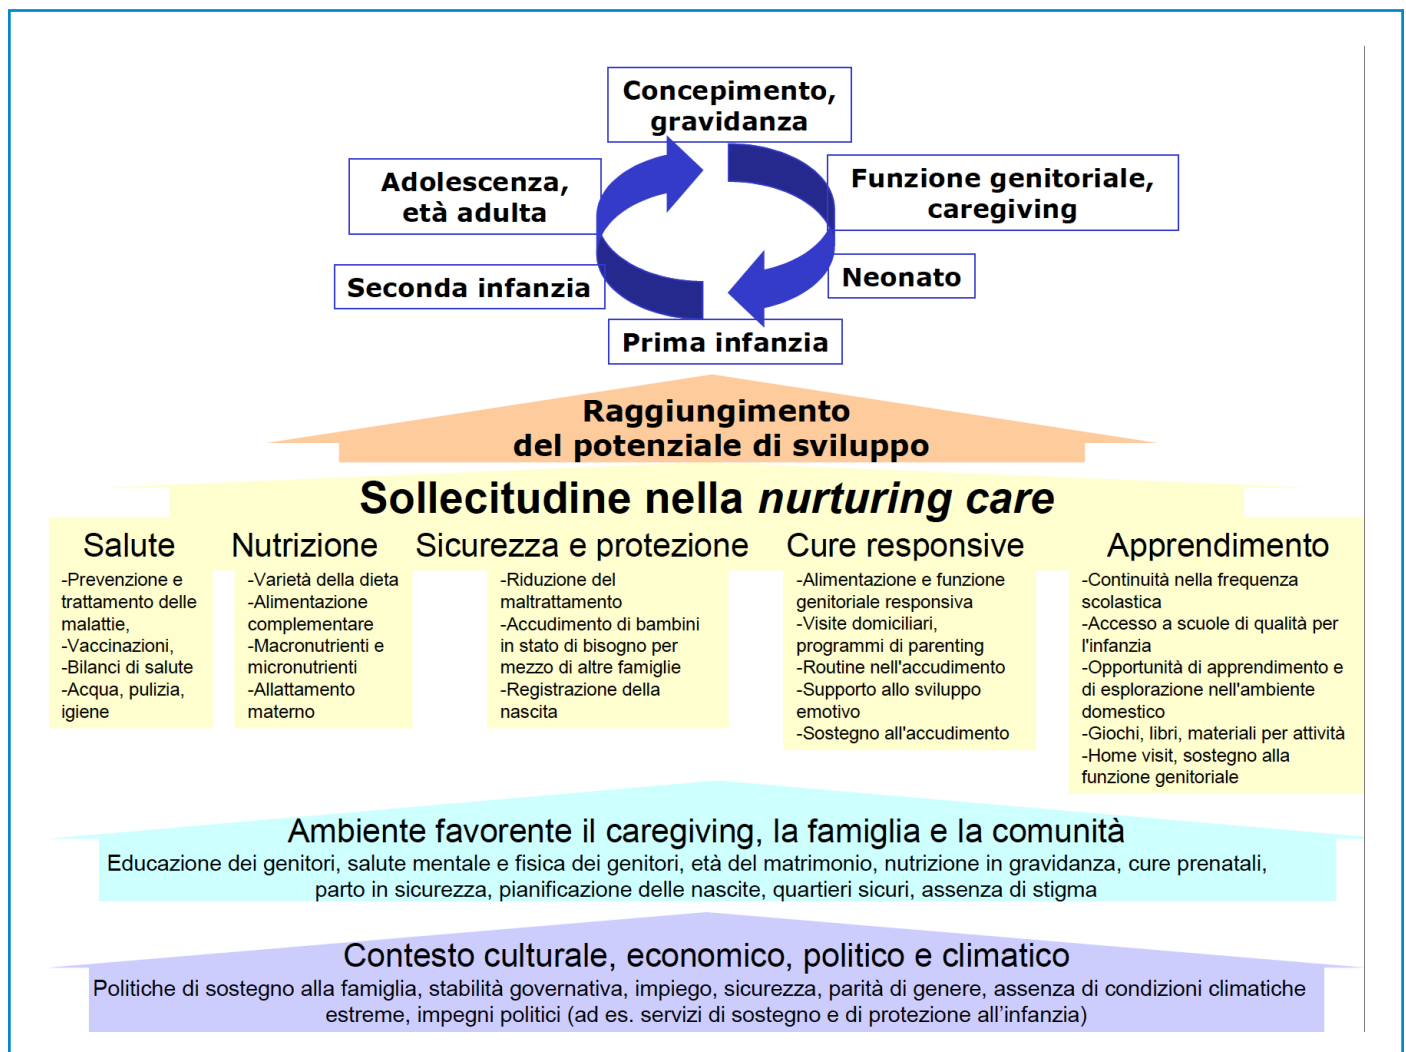 Concepimento,
gravidanza
Adolescenza,
età adulta
Funzione genitoriale,
caregiving
Seconda infanzia
Neonato
Prima infanzia
Raggiungimento
del potenziale di sviluppo
Sollecitudine nella nurturing care
Salute
-Prevenzione e
trattamento delle
malattie,
-Vaccinazioni,
-Bilanci di salute
-Acqua, pulizia,
igiene
Nutrizione
-Varietà della dieta
-Alimentazione
complementare
-Macronutrienti e
micronutrienti
-Allattamento
materno
Sicurezza e protezione
-Riduzione del
maltrattamento
-Accudimento di bambini
in stato di bisogno per
mezzo di altre famiglie
-Registrazione della
nascita
Cure responsive
-Alimentazione e funzione
genitoriale responsiva
-Visite domiciliari,
programmi di parenting
-Routine nell'accudimento
-Supporto allo sviluppo
emotivo
-Sostegno all'accudimento
Apprendimento
-Continuità nella frequenza
scolastica
-Accesso a scuole di qualità per
l'infanzia
-Opportunità di apprendimento e
di esplorazione nell'ambiente
domestico
-Giochi, libri, materiali per attività
-Home visit, sostegno alla
funzione genitoriale
Ambiente favorente il caregiving, la famiglia e la comunità
Educazione dei genitori, salute mentale e fisica dei genitori, età del matrimonio, nutrizione in gravidanza, cure prenatali,
parto in sicurezza, pianificazione delle nascite, quartieri sicuri, assenza di stigma
Contesto culturale, economico, politico e climatico
Politiche di sostegno alla famiglia, stabilità governativa, impiego, sicurezza, parità di genere, assenza di condizioni climatiche
estreme, impegni politici (ad es. servizi di sostegno e di protezione all’infanzia)